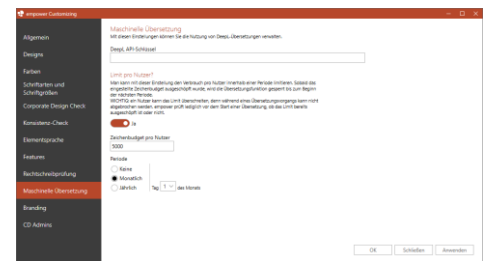 empower Customizing
Allgemein
Designs
Farben
Schriftarten und
Schriftgrößen
Corporate Design Check
Konsistenz-Check
Elementsprache
Features
Rechtschreibprüfung
Maschinelle Übersetzung
Branding
CD Admins
Maschinelle Übersetzung
Mit diesen Einstellungen können Sie die Nutzung von DeepL-Übersetzungen verwalten.
DeepL API-Schlüssel
Limit pro Nutzer?
Man kann mit dieser Einstellung den Verbrauch pro Nutzer innerhalb einer Periode limitieren. Sobald das
eingestellte Zeichenbudget ausgeschöpft wurde, wird die Übersetzungsfunktion gesperrt bis zum Beginn
der nächsten Periode.
WICHTIG: ein Nutzer kann das Limit überschreiten, denn während eines Übersetzungsvorgangs kann nicht
abgebrochen werden. empower prüft lediglich vor dem Start einer Übersetzung, ob das Limit bereits
ausgeschöpft ist oder nicht.
Ja
Zeichenbudget pro Nutzer
5000
Periode
Keine
Monatlich
Jährlich
Tag 1 des Monats
OK Schließen Anwenden